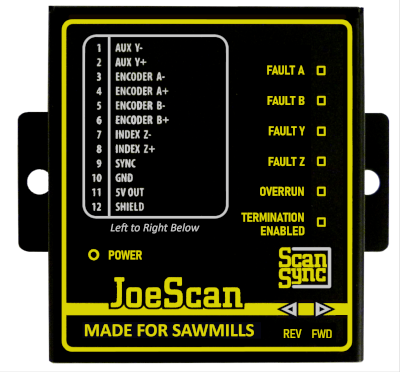 1 AUX Y-
2 AUX Y+
3 ENCODER A-
4 ENCODER A+
5 ENCODER B-
6 ENCODER B+
7 INDEX Z-
8 INDEX Z+
9 SYNC
10 GND
11 5V OUT
12 SHIELD
Left to Right Below
POWER
FAULT A
FAULT B
FAULT Y
FAULT Z
OVERRUN
TERMINATION
ENABLED
Scan
Sync
JoeScan
MADE FOR SAWMILLS
REV FWD